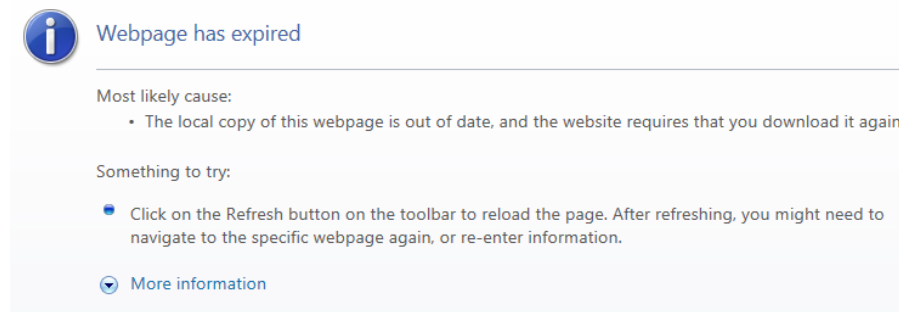 Webpage has expired
Most likely cause:
• The local copy of this webpage is out of date, and the website requires that you download it again
Something to try:
Click on the Refresh button on the toolbar to reload the page. After refreshing, you might need to
navigate to the specific webpage again, or re-enter information.
More information